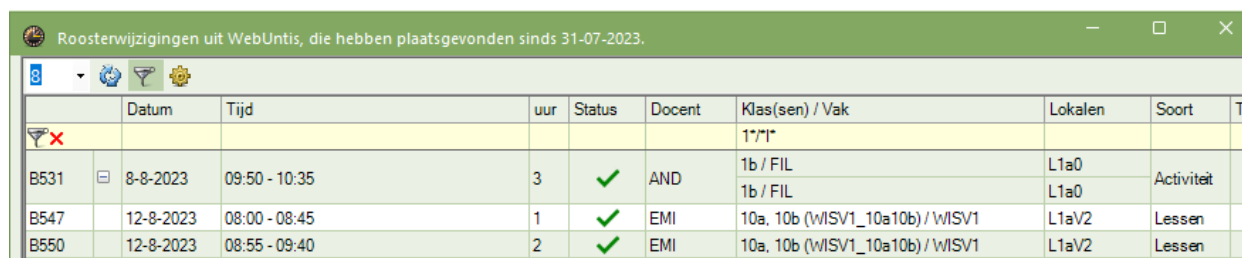 Roosterwijzigingen uit WebUntis, die hebben plaatsgevonden sinds 31-07-2023.
8
Datum Tijd uur Status Docent Klas(sen) / Vak Lokalen Soort T
1*/*I*
B531 8-8-2023 09:50 - 10:35 3 AND 1b / FIL L1a0 Activiteit
1b / FIL L1a0
B547 12-8-2023 08:00 - 08:45 1 EMI 10a, 10b (WISV1_10a10b) / WISV1 L1aV2 Lessen
B550 12-8-2023 08:55 - 09:40 2 EMI 10a, 10b (WISV1_10a10b) / WISV1 L1aV2 Lessen